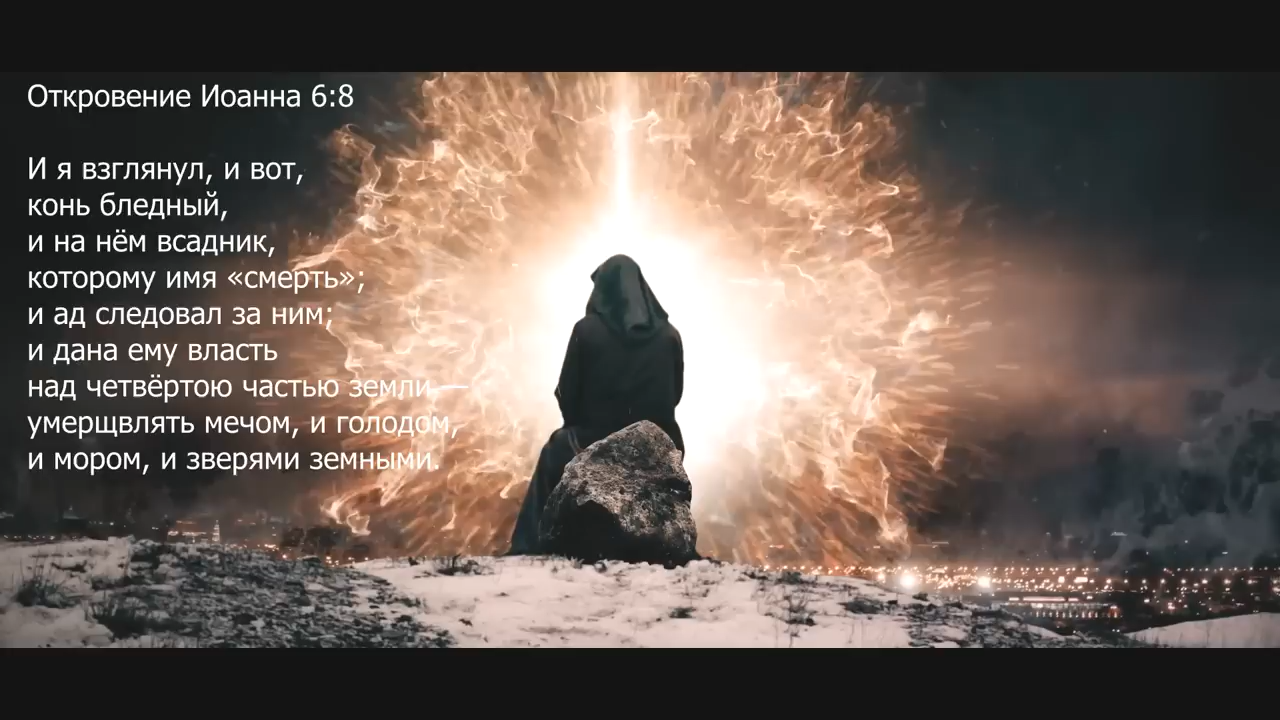 Откровение Иоанна 6:8
И я взглянул, и вот,
конь бледный,
и на нём всадник,
которому имя «смерть»;
и ад следовал за ним;
и дана ему власть
над четвёртою частью земли —
умерщвлять мечом, и голодом,
и мором, и зверями земными.